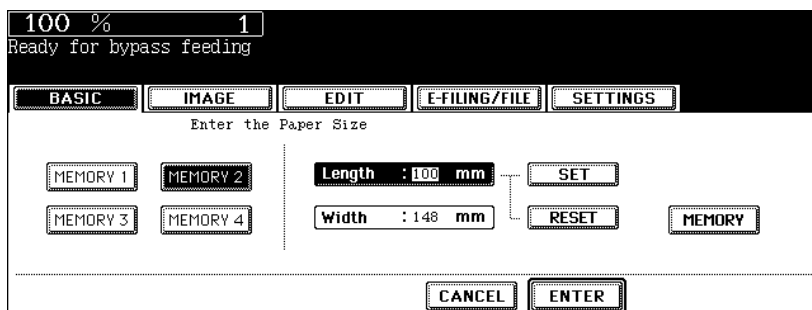 100 % 1
Ready for bypass feeding
BASIC IMAGE EDIT E-FILING/FILE SETTINGS
Enter the Paper Size
MEMORY 1 MEMORY 2 Length :100 mm SET
MEMORY 3 MEMORY 4 Width :148 mm RESET MEMORY
CANCEL ENTER